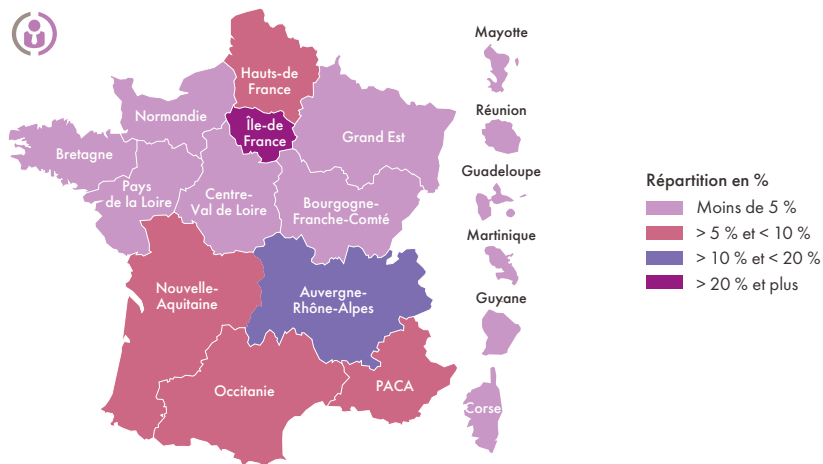 Mayotte
Hauts-de
France
Réunion
Normandie
Île-de
France
Grand Est
Bretagne
Guadeloupe
Pays
de la Loire
Centre-
Val de Loire
Bourgogne-
Franche-Comté
Martinique
Nouvelle-
Aquitaine
Auvergne-
Rhône-Alpes
Guyane
Occitanie
PACA
Corse
Répartition en %
Moins de 5 %
> 5 % et < 10 %
> 10 % et < 20 %
> 20 % et plus